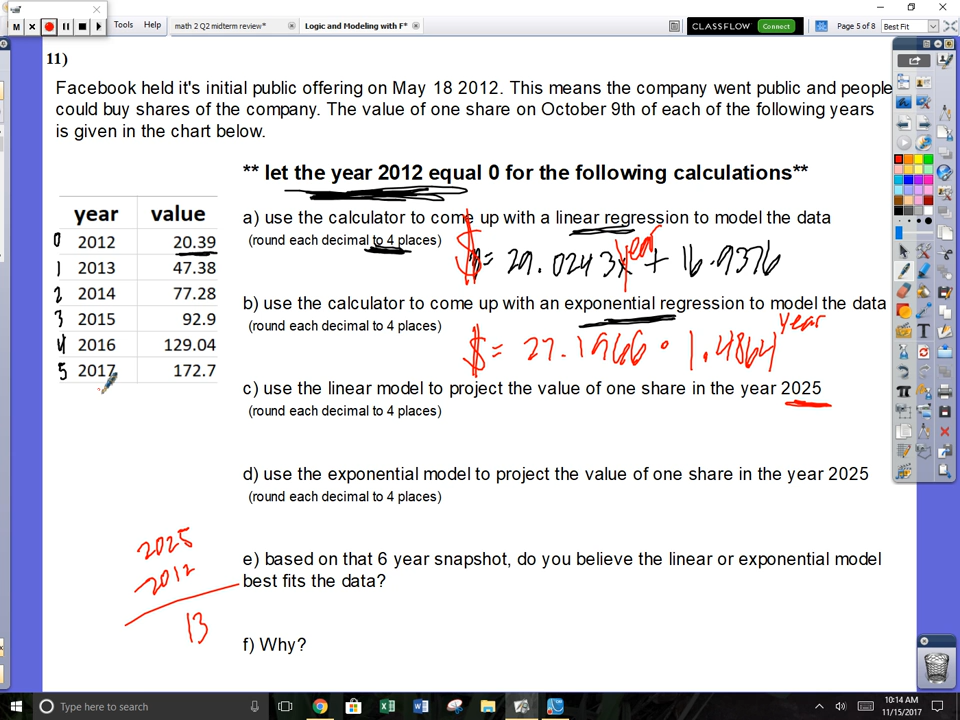 M
Tools Help
math 2 Q2 midterm review*
Logic and Modeling with F*
CLASSFLOW Connect
Page 5 of 8
Best Fit
11)
Facebook held it's initial public offering on May 18 2012. This means the company went public and people
could buy shares of the company. The value of one share on October 9th of each of the following years
is given in the chart below.
** let the year 2012 equal 0 for the following calculations**
year value
0 2012 20.39
1 2013 47.38
2 2014 77.28
3 2015 92.9
4 2016 129.04
5 2017 172.7
a) use the calculator to come up with a linear regression to model the data
(round each decimal to 4 places)
$ = 29.0243 year + 16.9376
b) use the calculator to come up with an exponential regression to model the data
(round each decimal to 4 places)
$ = 27.1966 • 1.4864 year
c) use the linear model to project the value of one share in the year 2025
(round each decimal to 4 places)
d) use the exponential model to project the value of one share in the year 2025
(round each decimal to 4 places)
2025
-2012
13
e) based on that 6 year snapshot, do you believe the linear or exponential model
best fits the data?
f) Why?
Type here to search
10:14 AM
11/15/2017